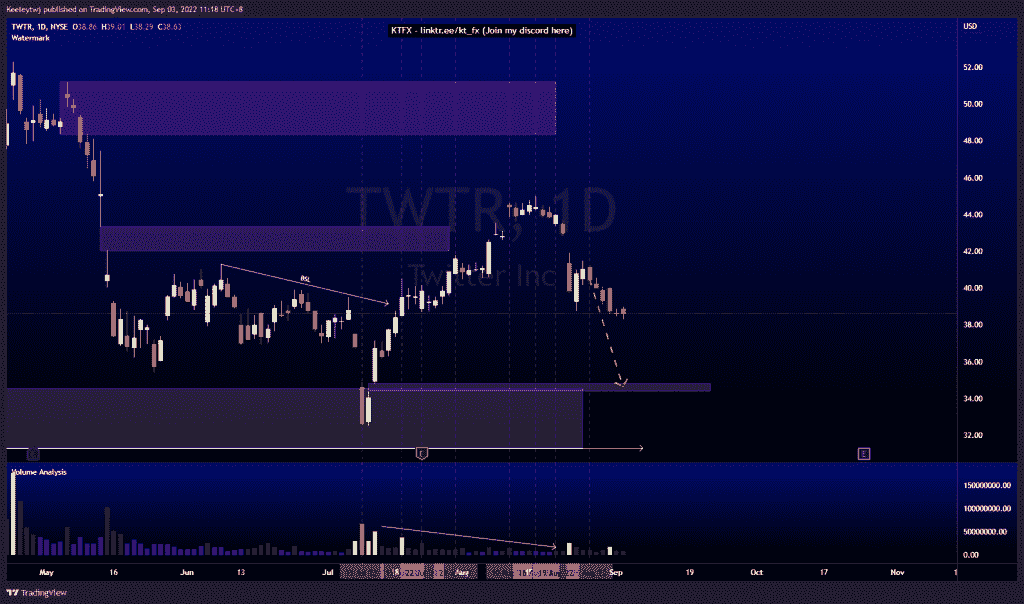 Keeleytwj published on TradingView.com, Sep 03, 2022 11:18 UTC+8
TWTR, 1D, NYSE O38.86 H39.01 L38.29 C38.63
Watermark
KTFX - linktr.ee/kt_fx (Join my discord here)
USD
52.00
50.00
48.00
46.00
44.00
42.00
40.00
38.00
36.00
34.00
32.00
TWTR, 1D
Twitter Inc
BSL
E
E
Volume Analysis
150000000.00
100000000.00
50000000.00
0.00
May 16 Jun 13 Jul Aug Sep 19 Oct 17 Nov
TradingView